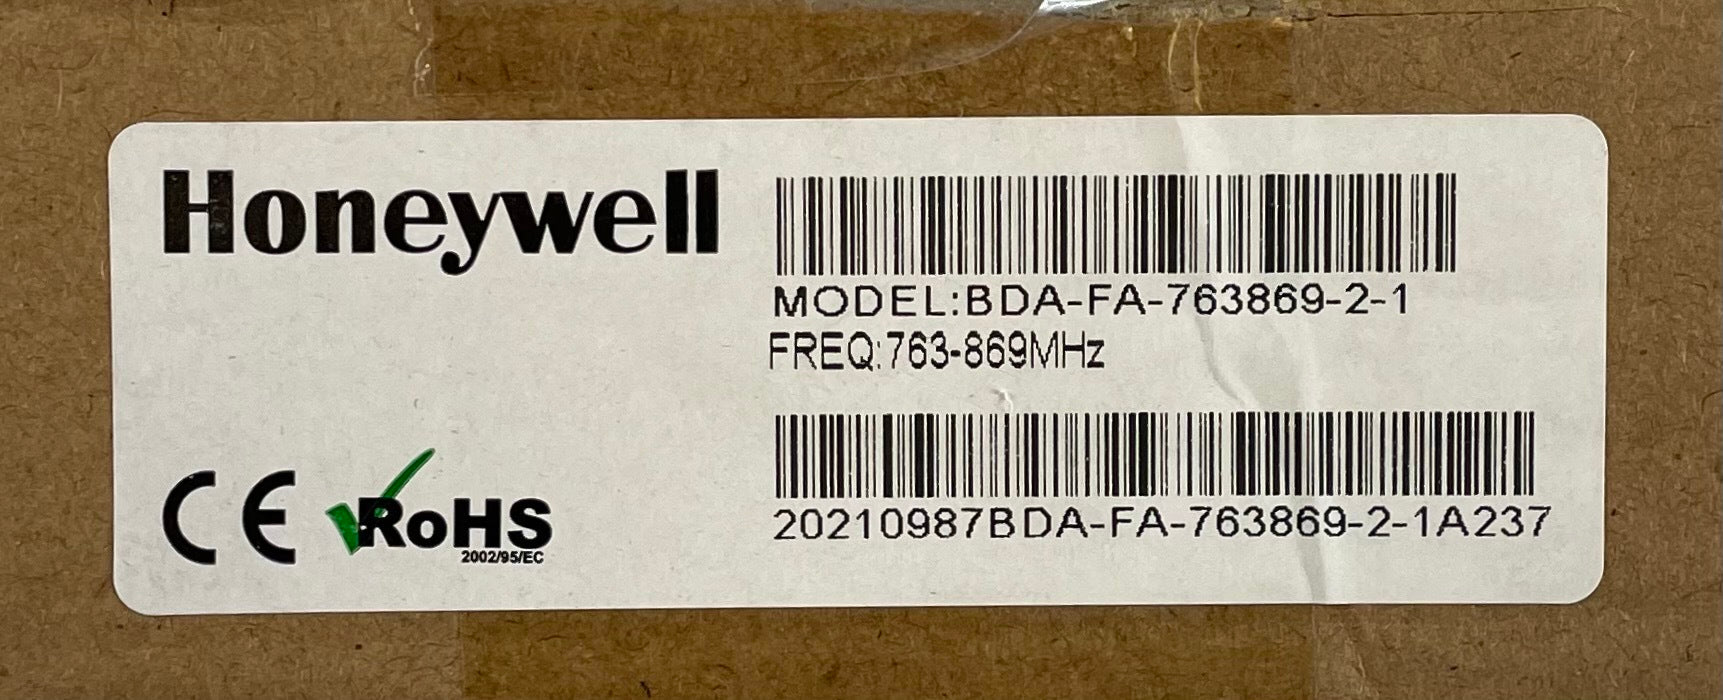 Honeywell
MODEL:BDA-FA-763869-2-1
FREQ:763-869MHz
20210987BDA-FA-763869-2-1A237
CE
RoHS
2002/95/EC